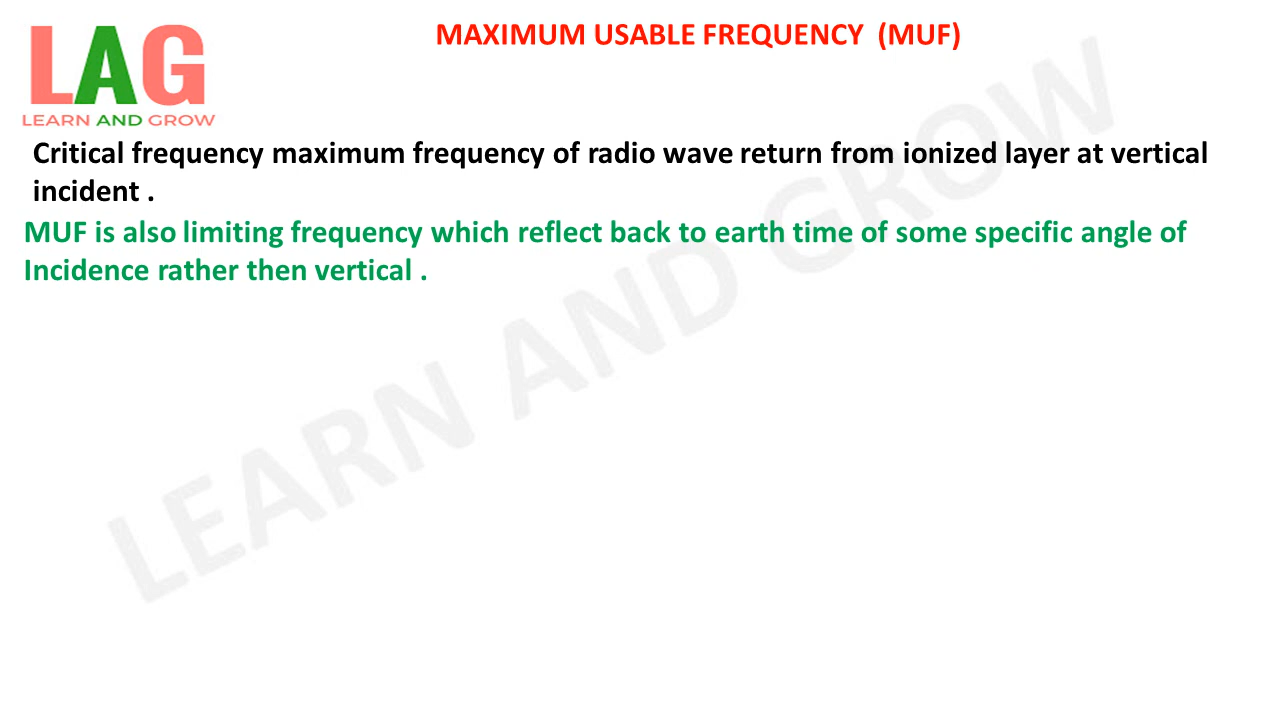 LAG
LEARN AND GROW
MAXIMUM USABLE FREQUENCY (MUF)
Critical frequency maximum frequency of radio wave return from ionized layer at vertical
incident .
MUF is also limiting frequency which reflect back to earth time of some specific angle of
Incidence rather then vertical .
LEARN AND GROW